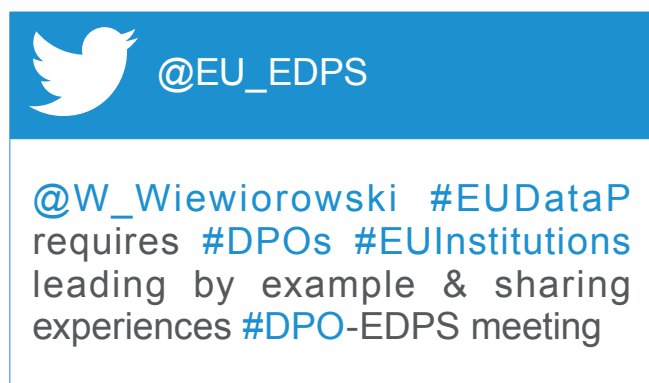 @EU_EDPS
@W_Wiewiorowski #EUDataP
requires #DPOs #EUInstitutions
leading by example & sharing
experiences #DPO-EDPS meeting